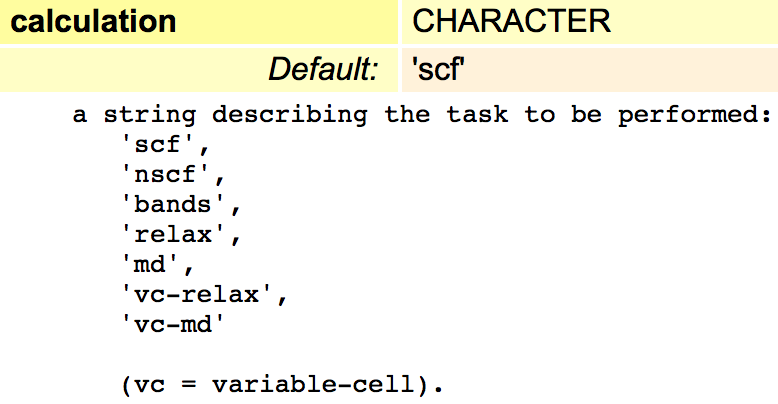 calculation CHARACTER
Default: 'scf'
a string describing the task to be performed:
'scf',
'nscf',
'bands',
'relax',
'md',
'vc-relax',
'vc-md'
(vc = variable-cell).